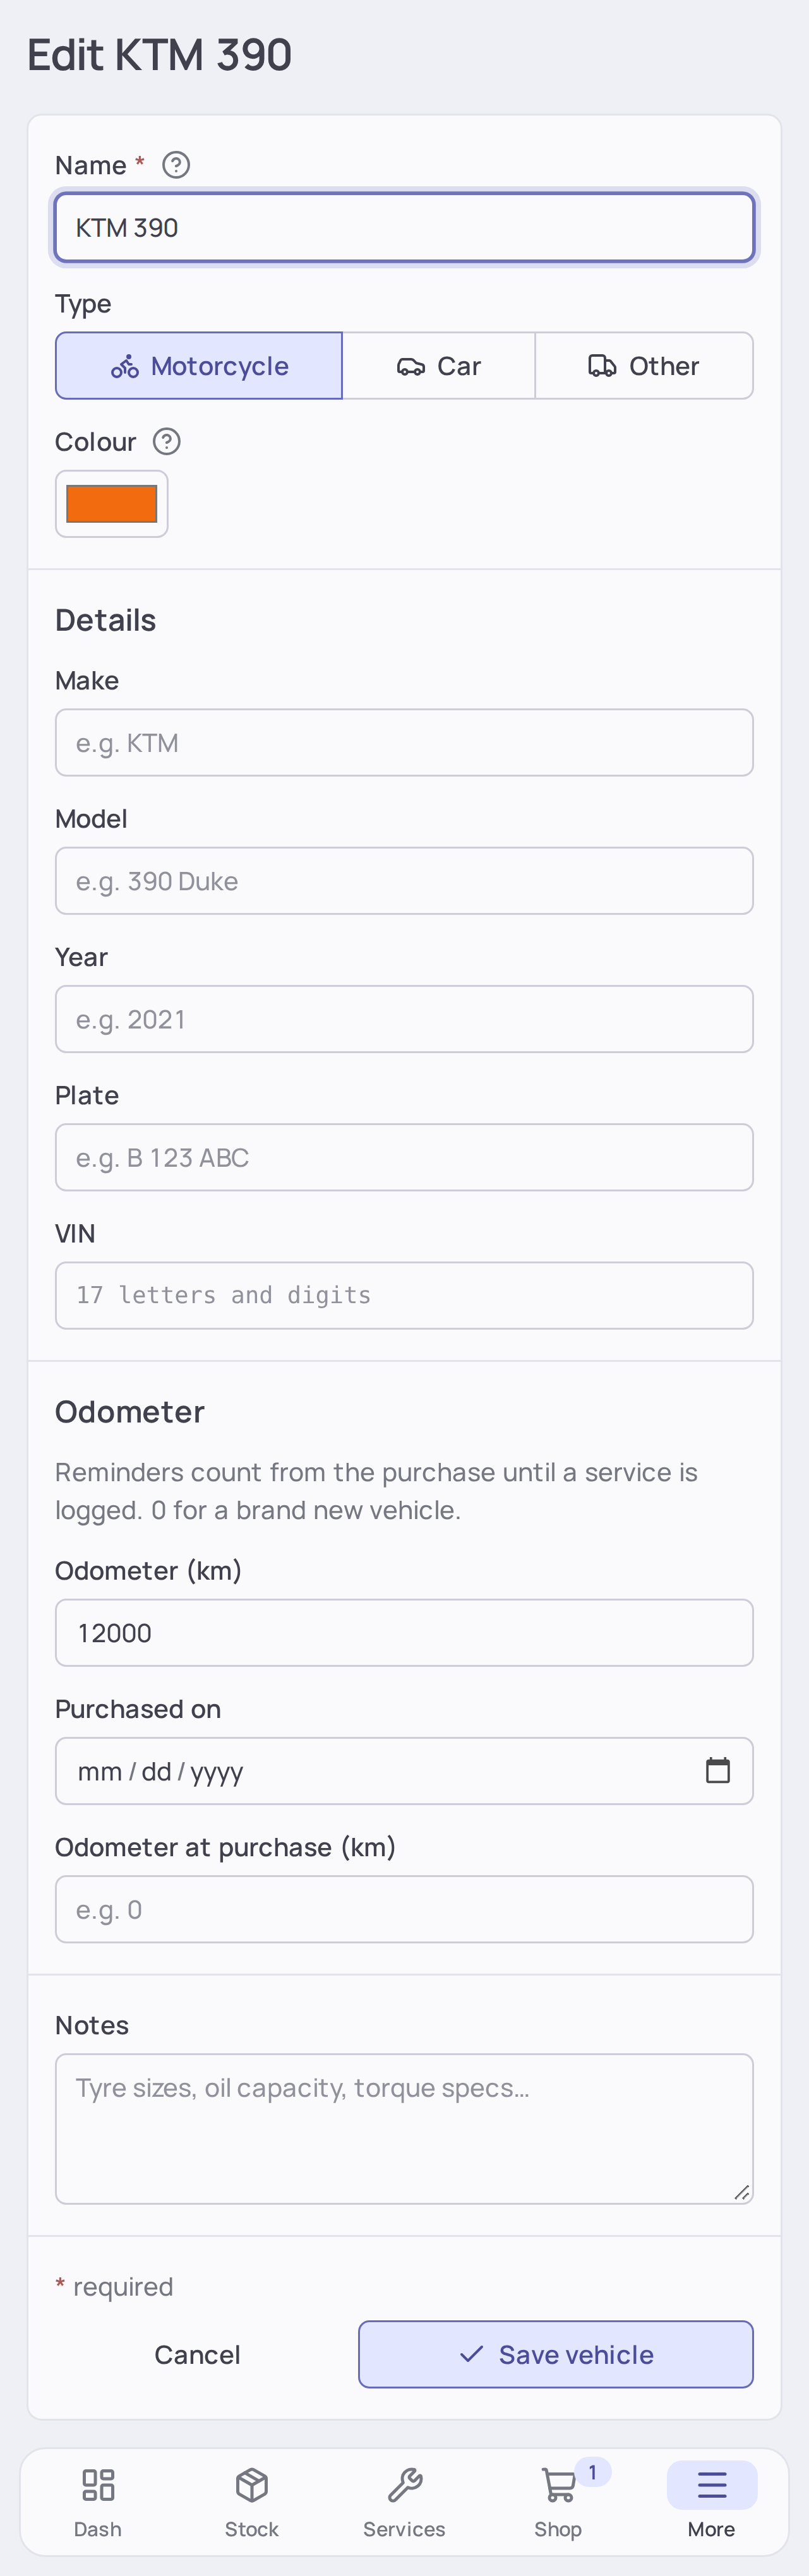 Edit KTM 390
Name *
KTM 390
Type
Motorcycle Car Other
Colour
Details
Make
e.g. KTM
Model
e.g. 390 Duke
Year
e.g. 2021
Plate
e.g. B 123 ABC
VIN
17 letters and digits
Odometer
Reminders count from the purchase until a service is
logged. 0 for a brand new vehicle.
Odometer (km)
12000
Purchased on
mm/dd/yyyy
Odometer at purchase (km)
e.g. 0
Notes
Tyre sizes, oil capacity, torque specs...
* required
Cancel Save vehicle
1
Dash Stock Services Shop More